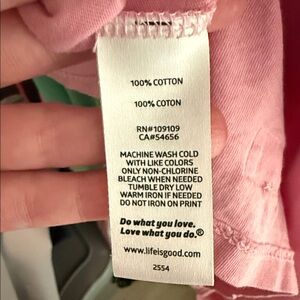 100% COTTON
100% COTON
RN#109109
CA#54656
MACHINE WASH COLD
WITH LIKE COLORS
ONLY NON-CHLORINE
BLEACH WHEN NEEDED
TUMBLE DRY LOW
WARM IRON IF NEEDED
DO NOT IRON ON PRINT
Do what you love.
Love what you do.®
www.lifeisgood.com
2554